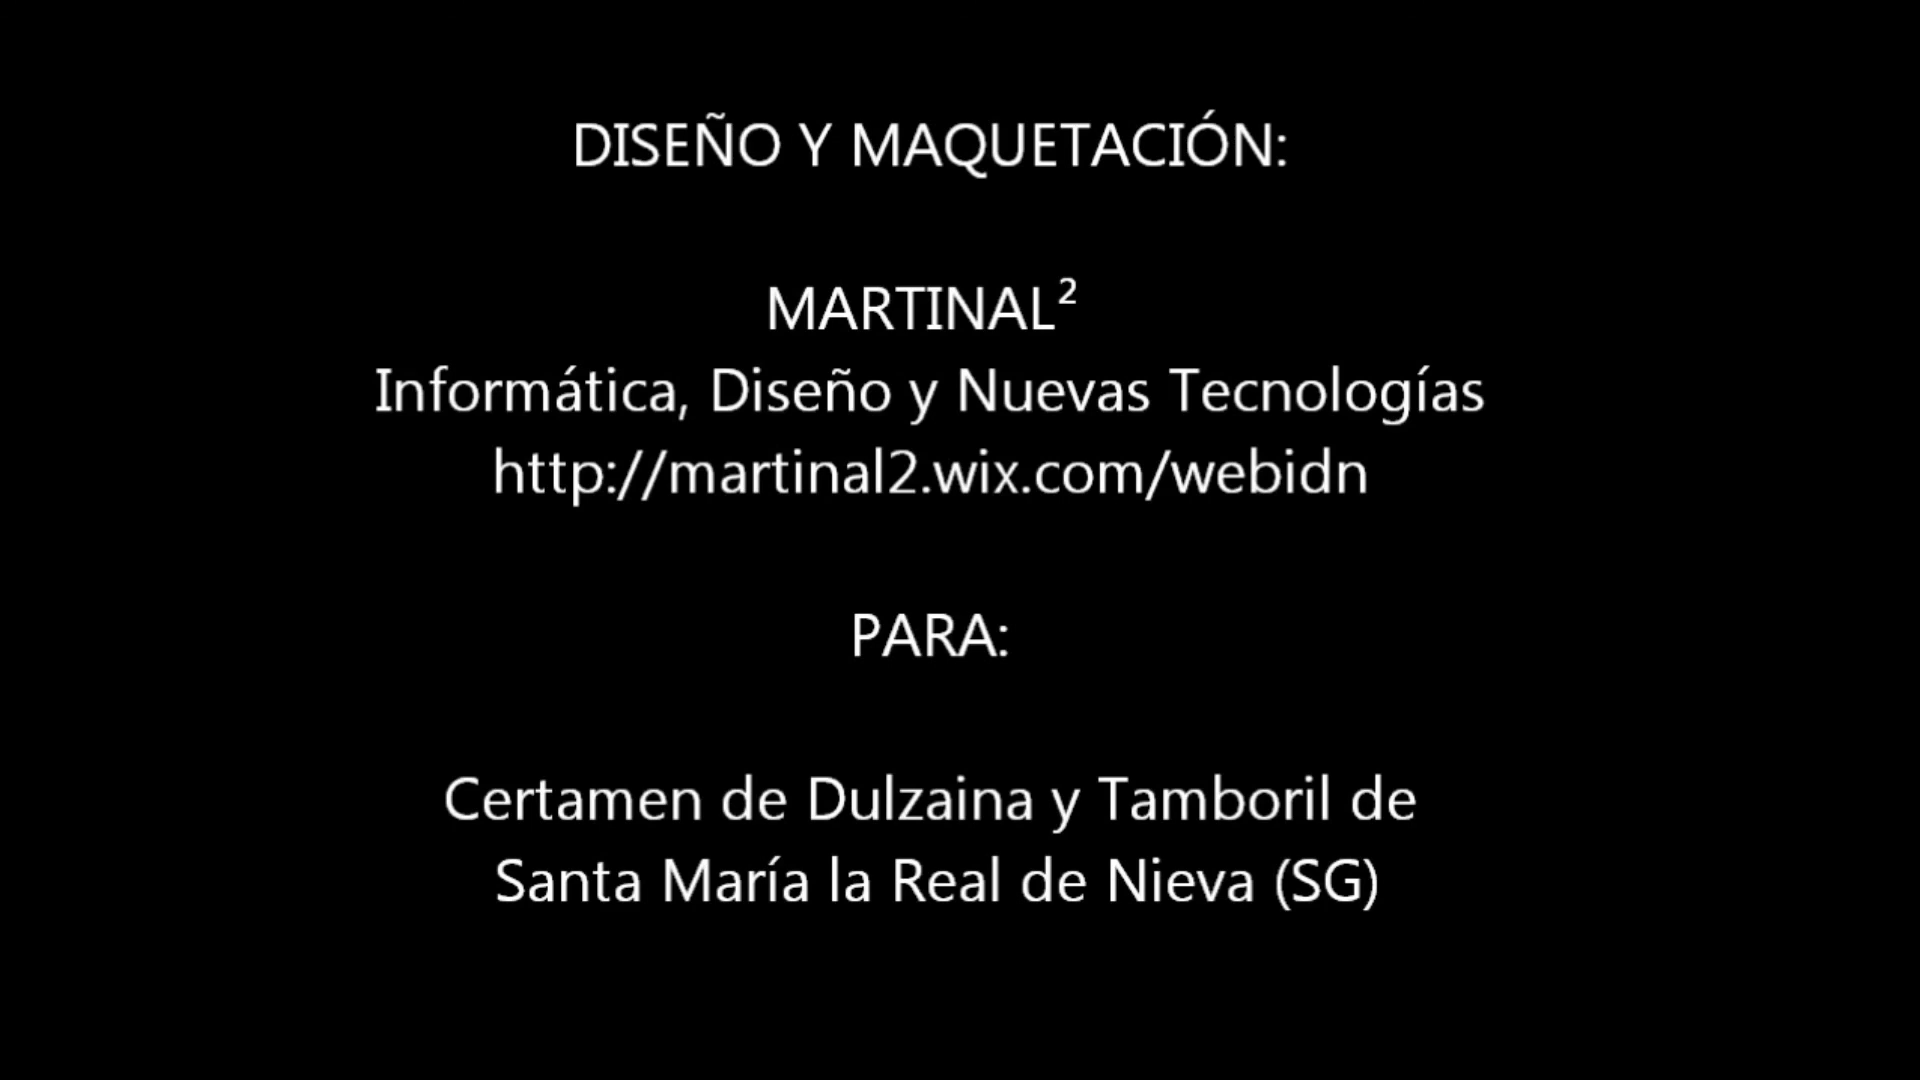 DISEÑO Y MAQUETACIÓN:
MARTINAL²
Informática, Diseño y Nuevas Tecnologías
http://martinal2.wix.com/webidn
PARA:
Certamen de Dulzaina y Tamboril de
Santa María la Real de Nieva (SG)